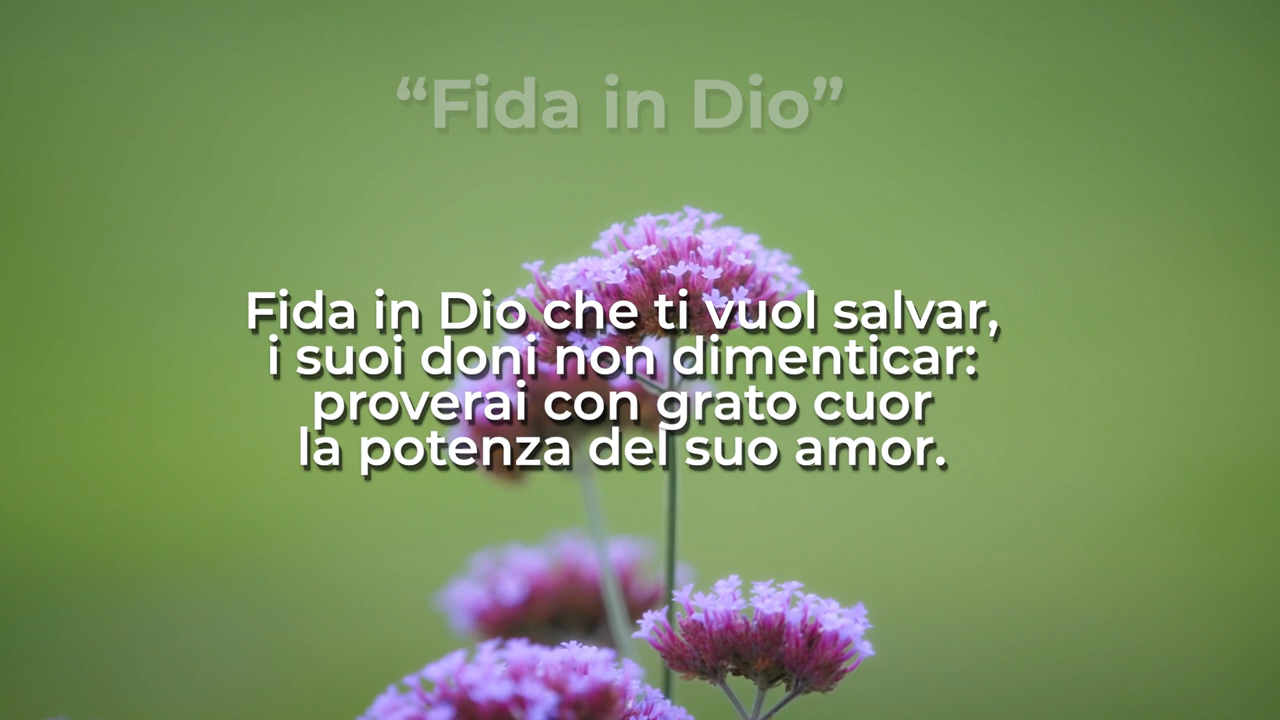 “Fida in Dio”
Fida in Dio che ti vuol salvar,
i suoi doni non dimenticar:
proverai con grato cuor
la potenza del suo amor.